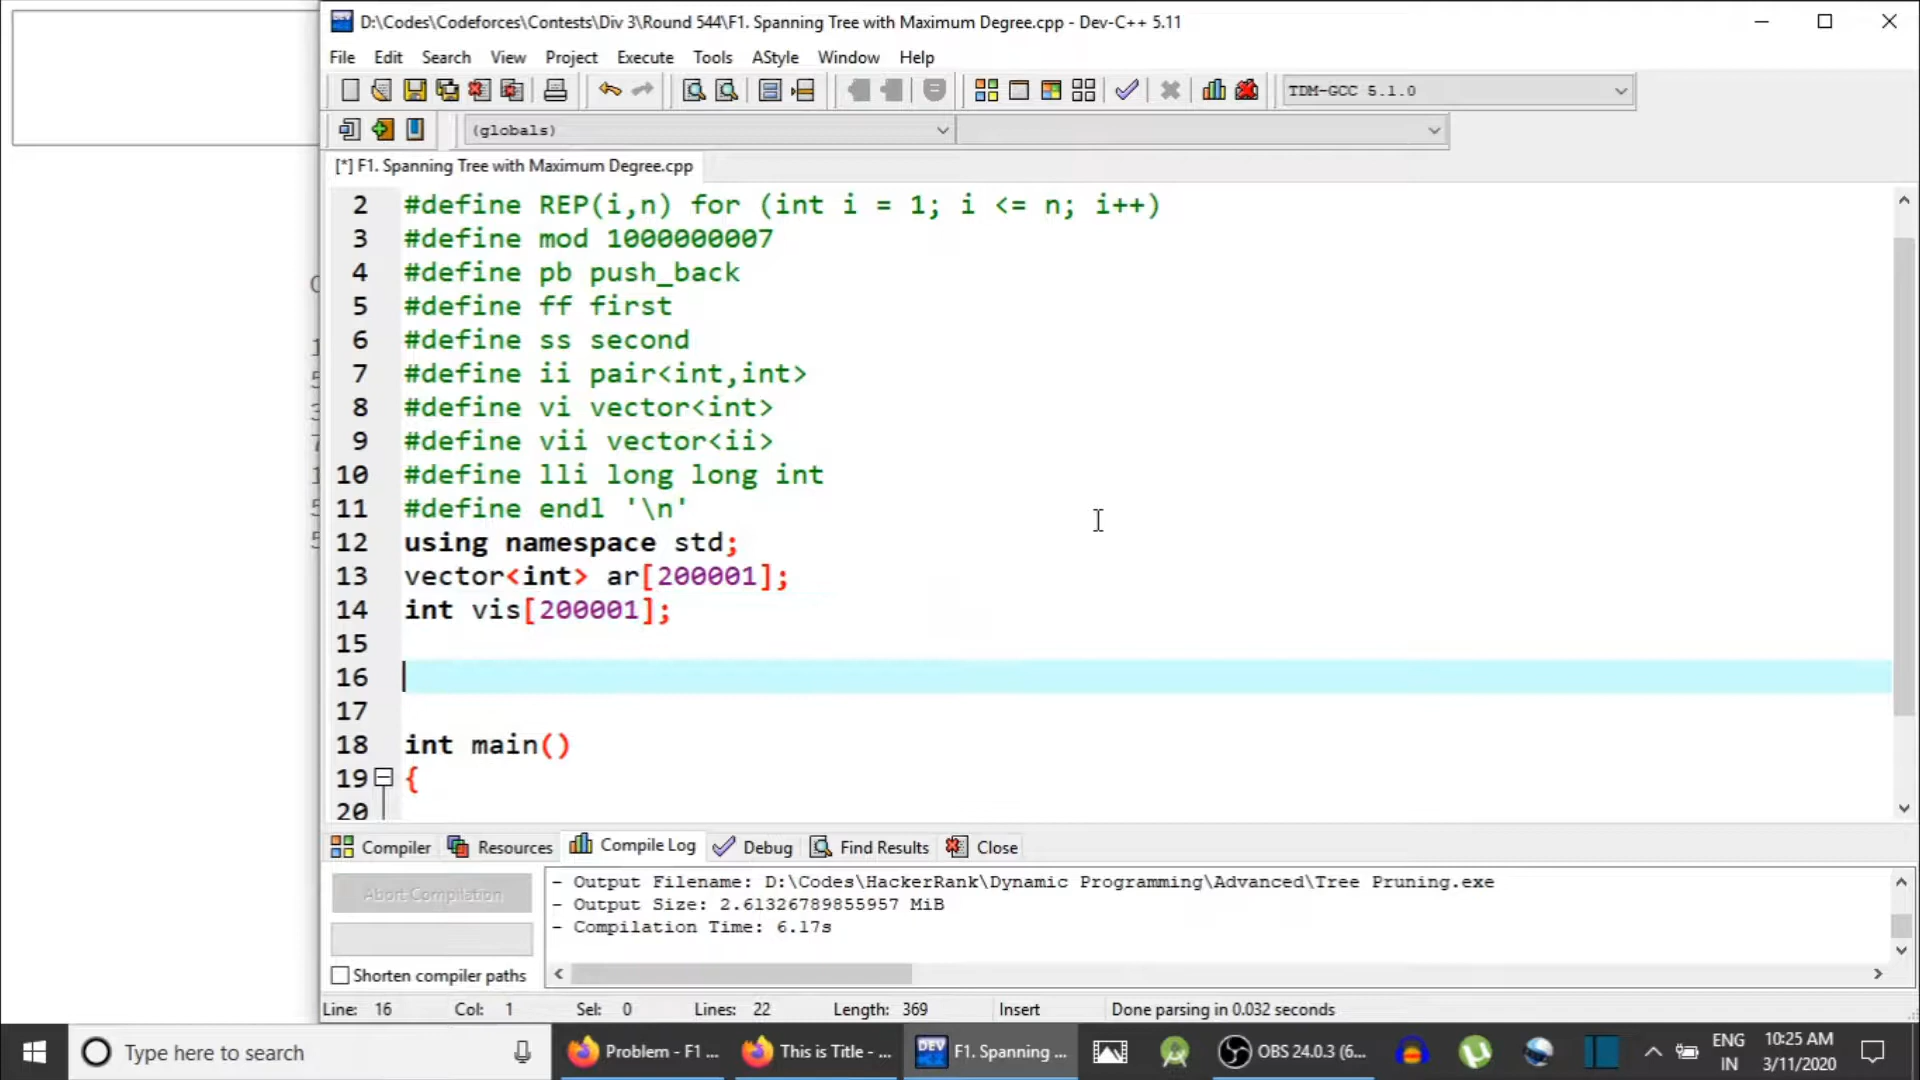 D:\Codes\Codeforces\Contests\Div 3\Round 544\F1. Spanning Tree with Maximum Degree.cpp - Dev-C++ 5.11
File Edit Search View Project Execute Tools AStyle Window Help
TDM-GCC 5.1.0
(globals)
[*] F1. Spanning Tree with Maximum Degree.cpp
2 #define REP(i,n) for (int i = 1; i <= n; i++)
3 #define mod 1000000007
4 #define pb push_back
5 #define ff first
6 #define ss second
7 #define ii pair<int,int>
8 #define vi vector<int>
9 #define vii vector<ii>
10 #define lli long long int
11 #define endl '\n'
12 using namespace std;
13 vector<int> ar[200001];
14 int vis[200001];
15
16
17
18 int main()
19 {
20
Compiler Resources Compile Log Debug Find Results Close
Abort Compilation
Shorten compiler paths
- Output Filename: D:\Codes\HackerRank\Dynamic Programming\Advanced\Tree Pruning.exe
- Output Size: 2.61326789855957 MiB
- Compilation Time: 6.17s
Line: 16 Col: 1 Sel: 0 Lines: 22 Length: 369 Insert Done parsing in 0.032 seconds
Type here to search
Problem - F1 ...
This is Title - ...
DEV
F1. Spanning ...
OBS 24.0.3 (6...
ENG
IN
10:25 AM
3/11/2020